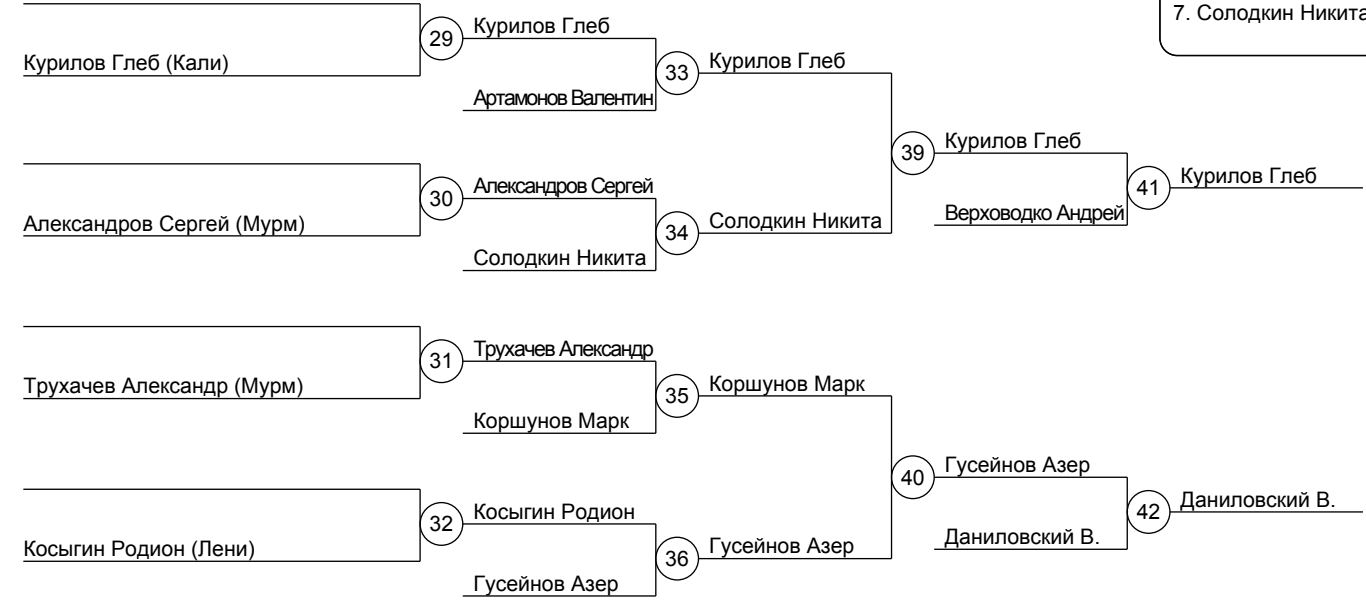 7. Солодкин Никита
29
Курилов Глеб
Курилов Глеб (Кали)
33
Курилов Глеб
Артамонов Валентин
39
Курилов Глеб
30
Александров Сергей
41
Курилов Глеб
Александров Сергей (Мурм)
34
Солодкин Никита
Верховодко Андрей
Солодкин Никита
31
Трухачев Александр
Трухачев Александр (Мурм)
35
Коршунов Марк
Коршунов Марк
40
Гусейнов Азер
32
Косыгин Родион
42
Даниловский В.
Косыгин Родион (Лени)
36
Гусейнов Азер
Даниловский В.
Гусейнов Азер